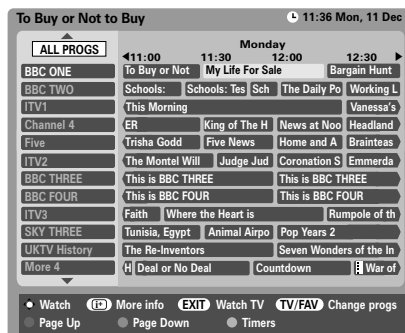 To Buy or Not to Buy 11:36 Mon, 11 Dec
ALL PROGS Monday
11:00 11:30 12:00 12:30
BBC ONE To Buy or Not My Life For Sale Bargain Hunt
BBC TWO Schools: Schools: Tes Sch The Daily Po Working L
ITV1 This Morning Vanessa's
Channel 4 ER King of The H News at Noo Headland
Five Trisha Godd Five News Home and A Brainteas
ITV2 The Montel Will Judge Jud Coronation S Emmerda
BBC THREE This is BBC THREE This is BBC THREE
BBC FOUR This is BBC FOUR This is BBC FOUR
ITV3 Faith Where the Heart is Rumpole of th
SKY THREE Tunisia, Egypt Animal Airpo Pop Years 2
UKTV History The Re-Inventors Seven Wonders of the In
More 4 H Deal or No Deal Countdown War of
Watch i+ More info EXIT Watch TV TV/FAV Change progs
Page Up Page Down Timers